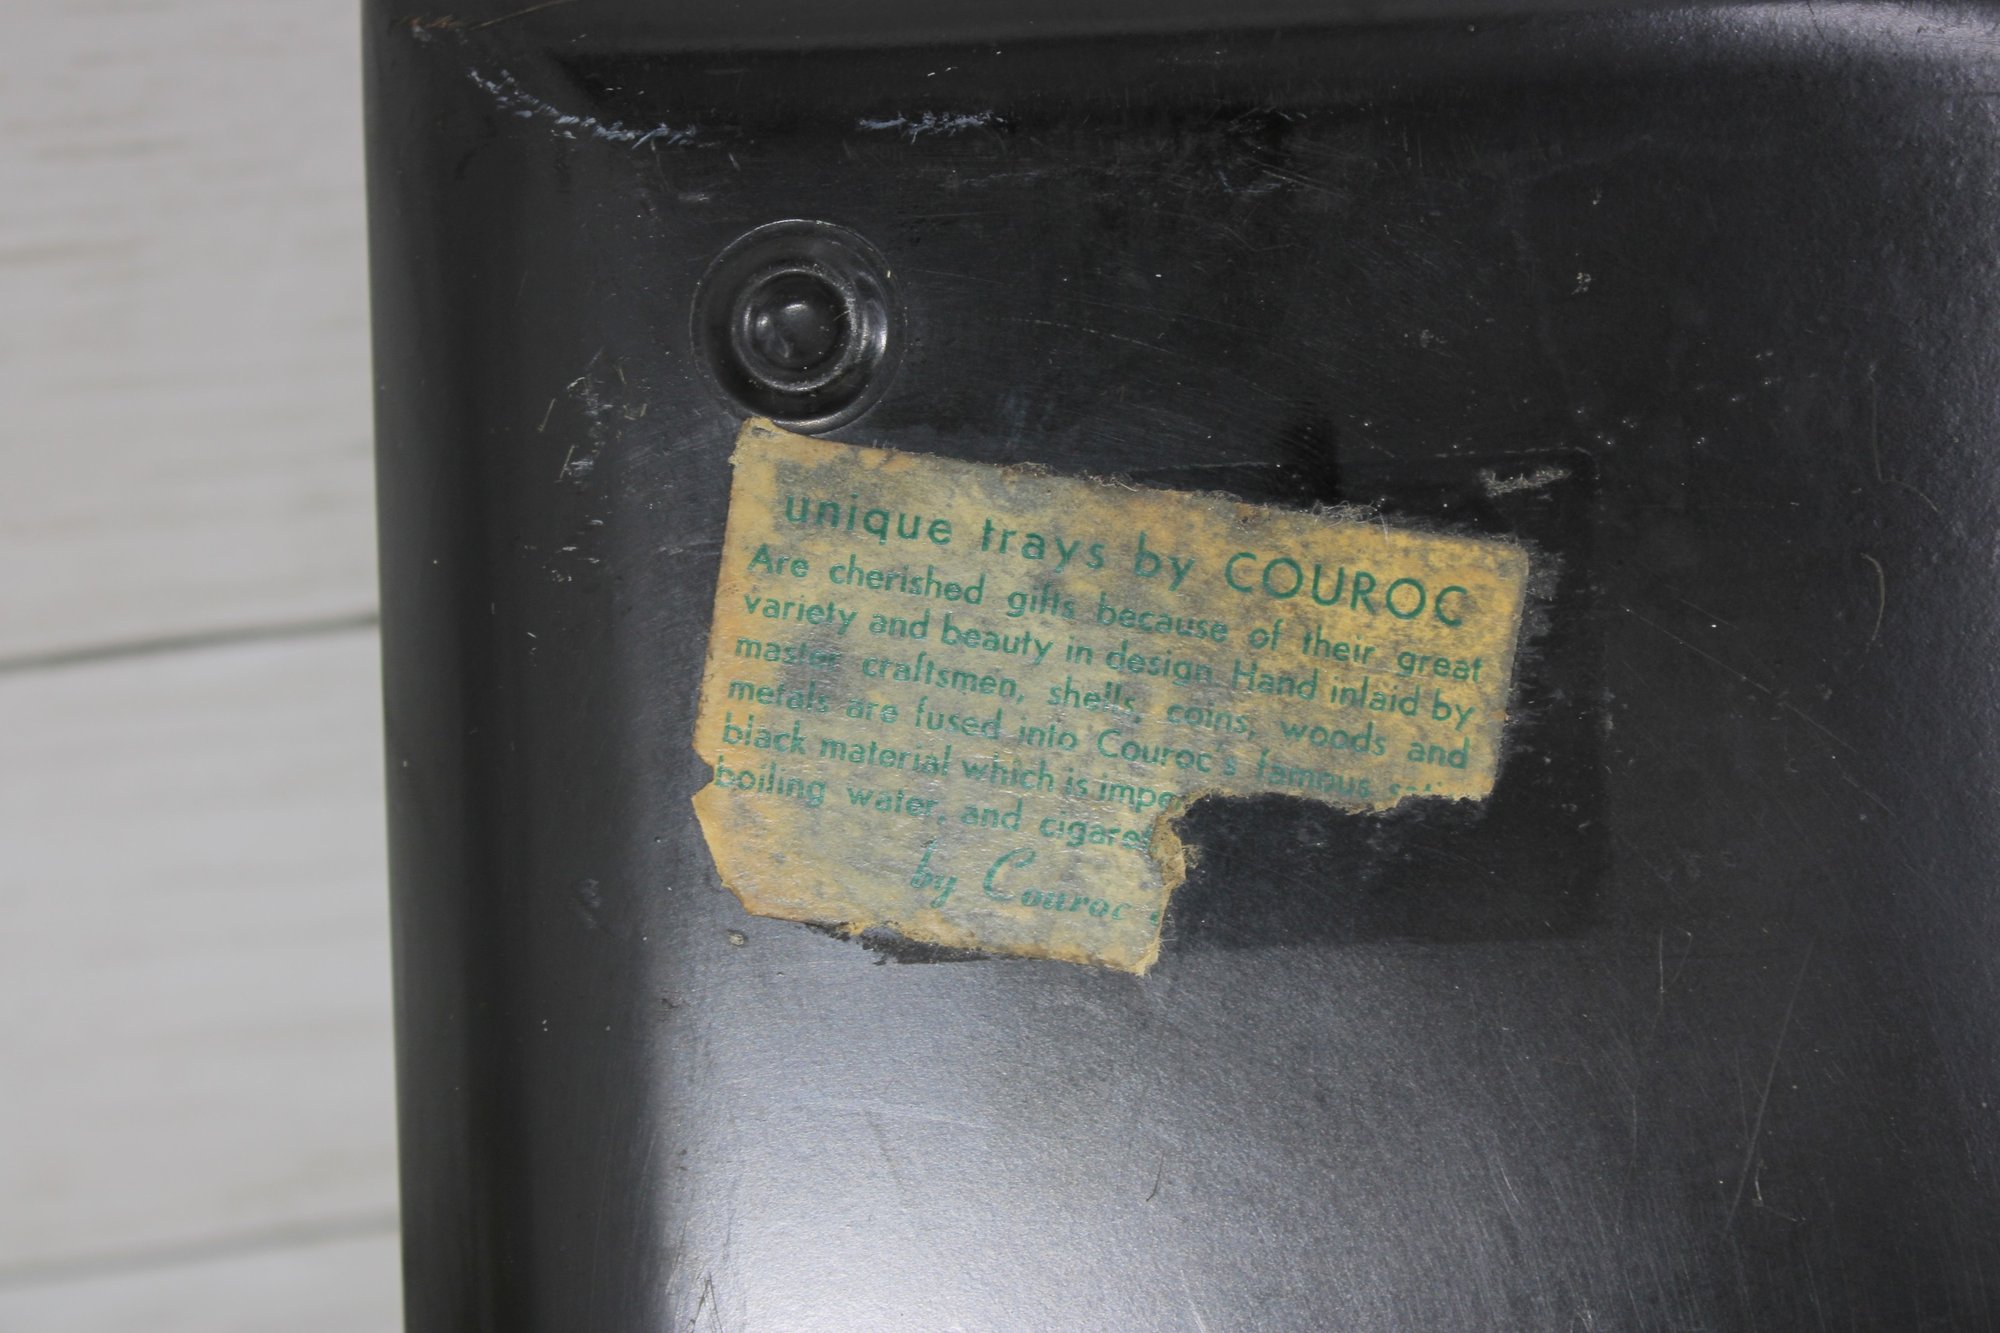 unique trays by COUROC
Are cherished gifts because of their great
variety and beauty in design. Hand inlaid by
master craftsmen, shells, coins, woods and
metals are fused into Couroc's famous
black material which is
boiling water, and
by Couroc